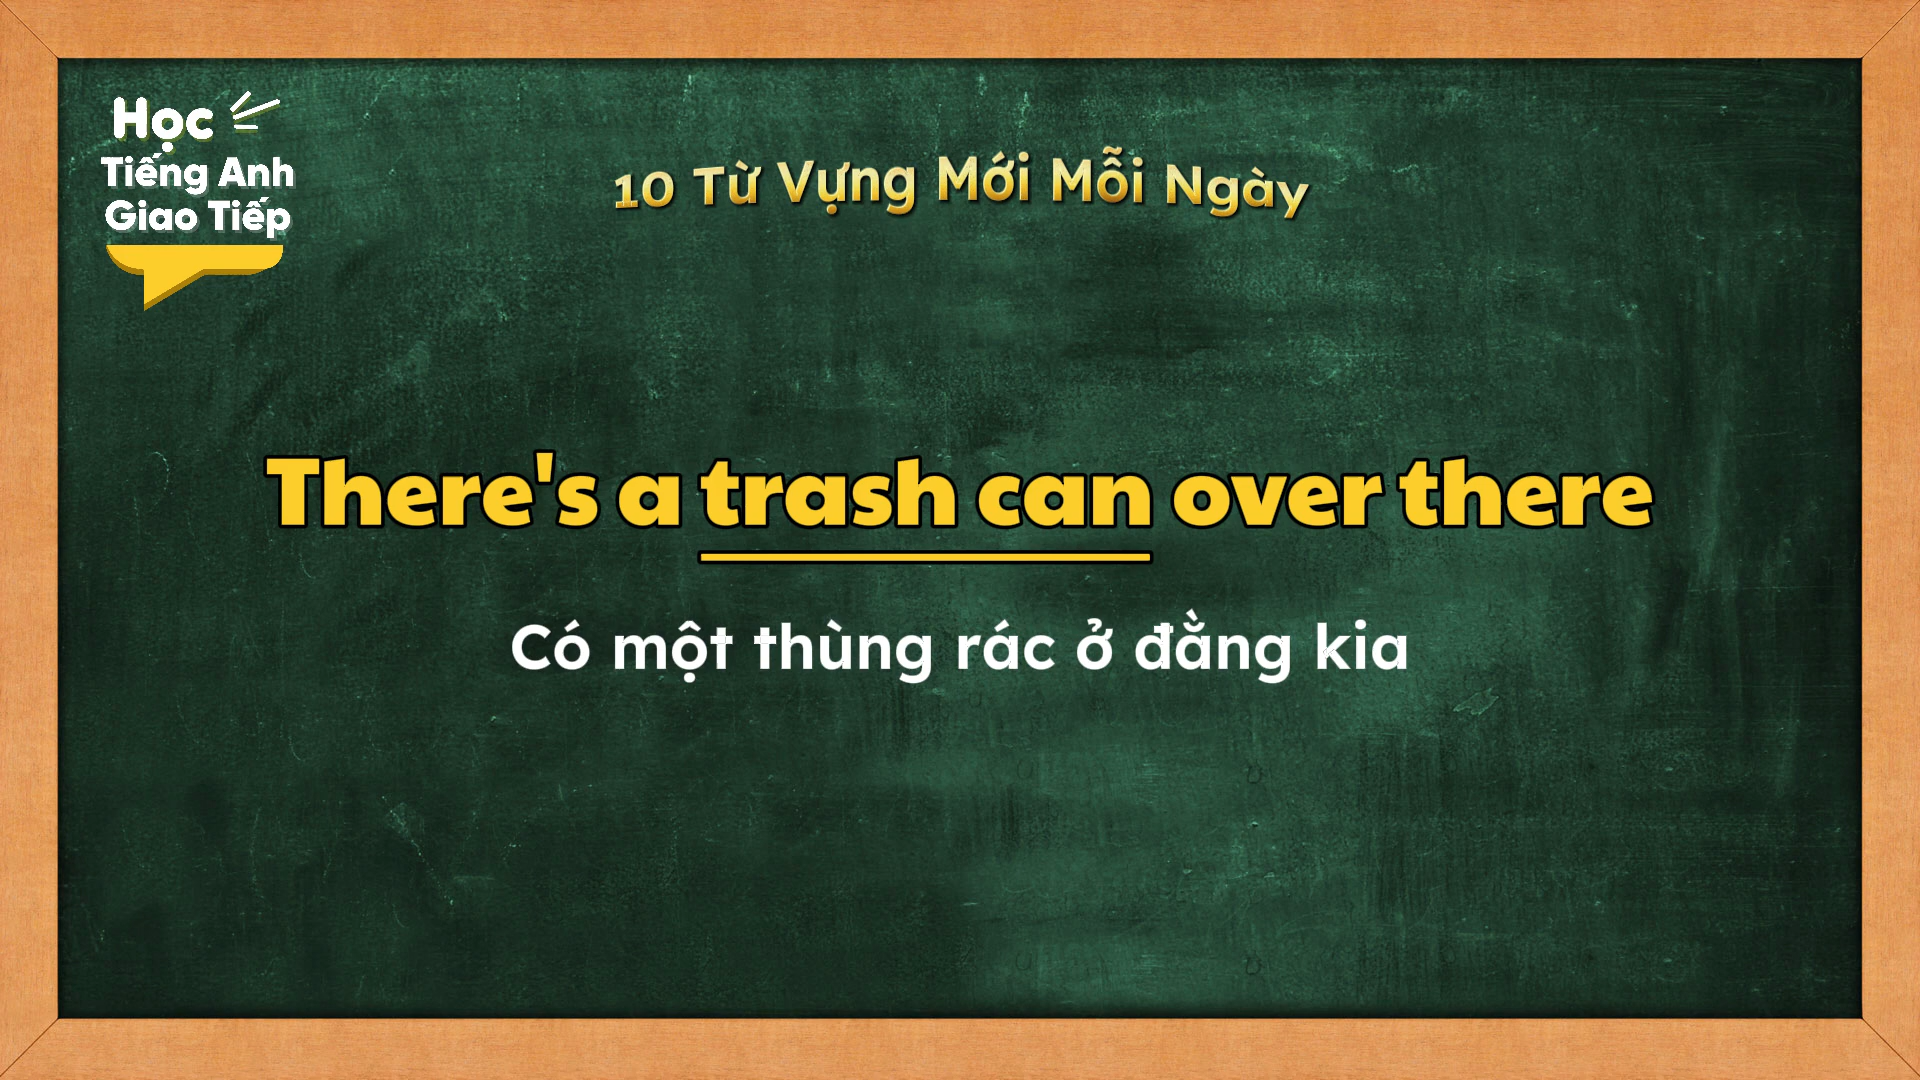 Học
Tiếng Anh
Giao Tiếp
10 Từ Vựng Mới Mỗi Ngày
There's a trash can over there
Có một thùng rác ở đằng kia